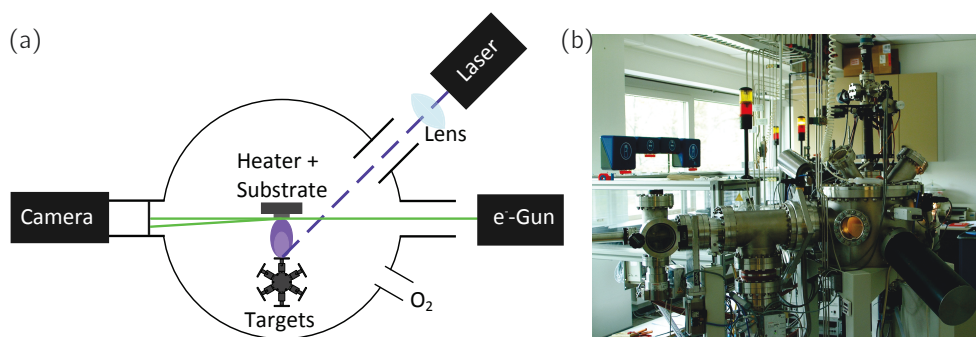 (a)
Laser
Lens
Heater +
Substrate
Camera
e⁻-Gun
O₂
Targets
(b)